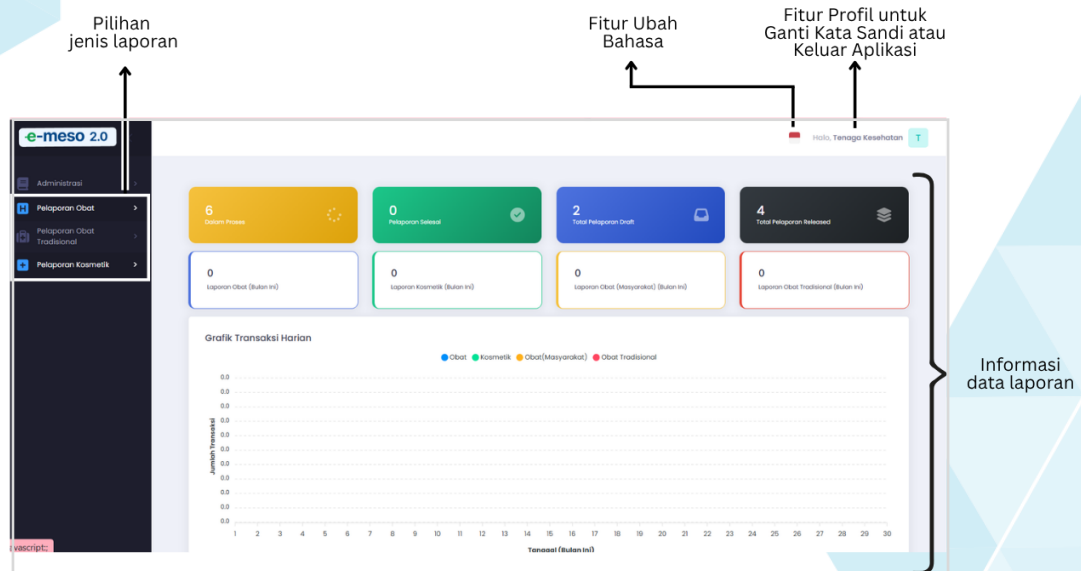 Pilihan
jenis laporan
Fitur Ubah
Bahasa
Fitur Profil untuk
Ganti Kata Sandi atau
Keluar Aplikasi
e-meso 2.0
Halo, Tenaga Kesehatan T
Administrasi
Pelaporan Obat
Pelaporan Obat
Tradisional
Pelaporan Kosmetik
6
Dalam Proses
0
Pelaporan Selesai
2
Total Pelaporan Draft
4
Total Pelaporan Released
0
Laporan Obat (Bulan Ini)
0
Laporan Kosmetik (Bulan Ini)
0
Laporan Obat (Masyarakat) (Bulan Ini)
0
Laporan Obat Tradisional (Bulan Ini)
Grafik Transaksi Harian
Obat Kosmetik Obat(Masyarakat) Obat Tradisional
Jumlah Transaksi
0.0
0.0
0.0
0.0
0.0
0.0
0.0
0.0
0.0
0.0
0.0
1 2 3 4 5 6 7 8 9 10 11 12 13 14 15 16 17 18 19 20 21 22 23 24 25 26 27 28 29 30
Tanggal (Bulan Ini)
Informasi
data laporan
vascript:;